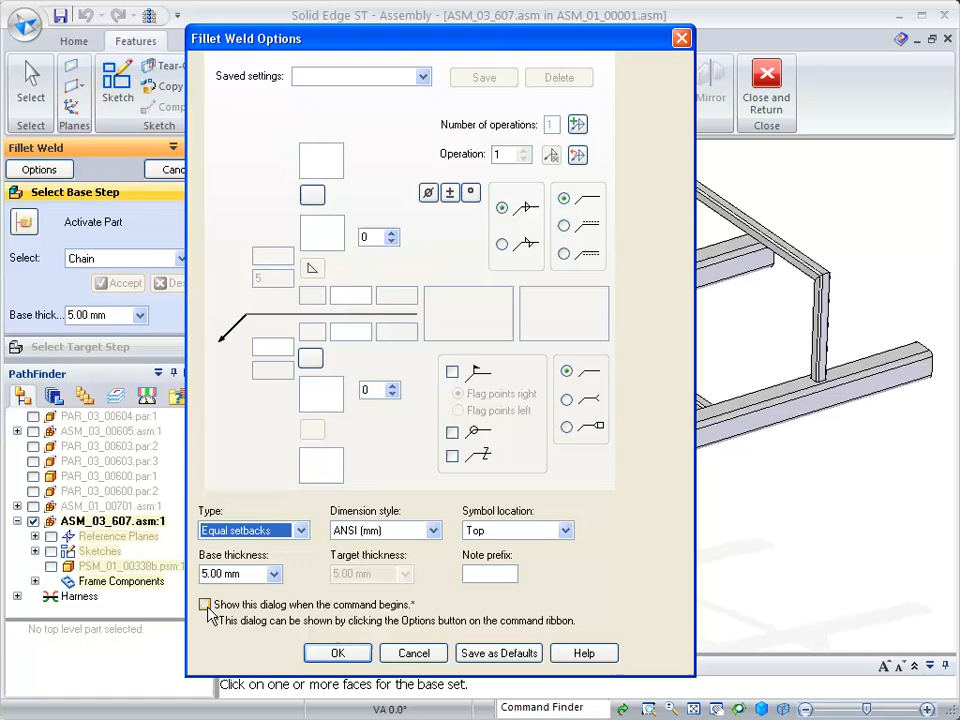 Solid Edge ST - Assembly - [ASM_03_607.asm in ASM_01_00001.asm]
Home
Features
Select
Select
Planes
Sketch
Tear-
Copy
Comp
Sketch
Mirror
Close and
Return
Close
Fillet Weld
Options
Canc
Select Base Step
Activate Part
Select:
Chain
Accept
Des
Base thick...
5.00 mm
Select Target Step
PathFinder
PAR_03_00604.par:1
ASM_03_00605.asm:1
PAR_03_00603.par:2
PAR_03_00603.par:3
PAR_03_00600.par:1
PAR_03_00600.par:2
ASM_01_00701.asm:1
ASM_03_607.asm:1
Reference Planes
Sketches
PSM_01_00338b.psm:1
Frame Components
Harness
No top level part selected.
Fillet Weld Options
Saved settings:
Save
Delete
Number of operations:
1
Operation:
1
Ø
±
°
0
5
0
Flag points right
Flag points left
Type:
Equal setbacks
Dimension style:
ANSI (mm)
Symbol location:
Top
Base thickness:
5.00 mm
Target thickness:
5.00 mm
Note prefix:
Show this dialog when the command begins.*
*This dialog can be shown by clicking the Options button on the command ribbon.
OK
Cancel
Save as Defaults
Help
Click on one or more faces for the base set.
VA 0.0°
Command Finder